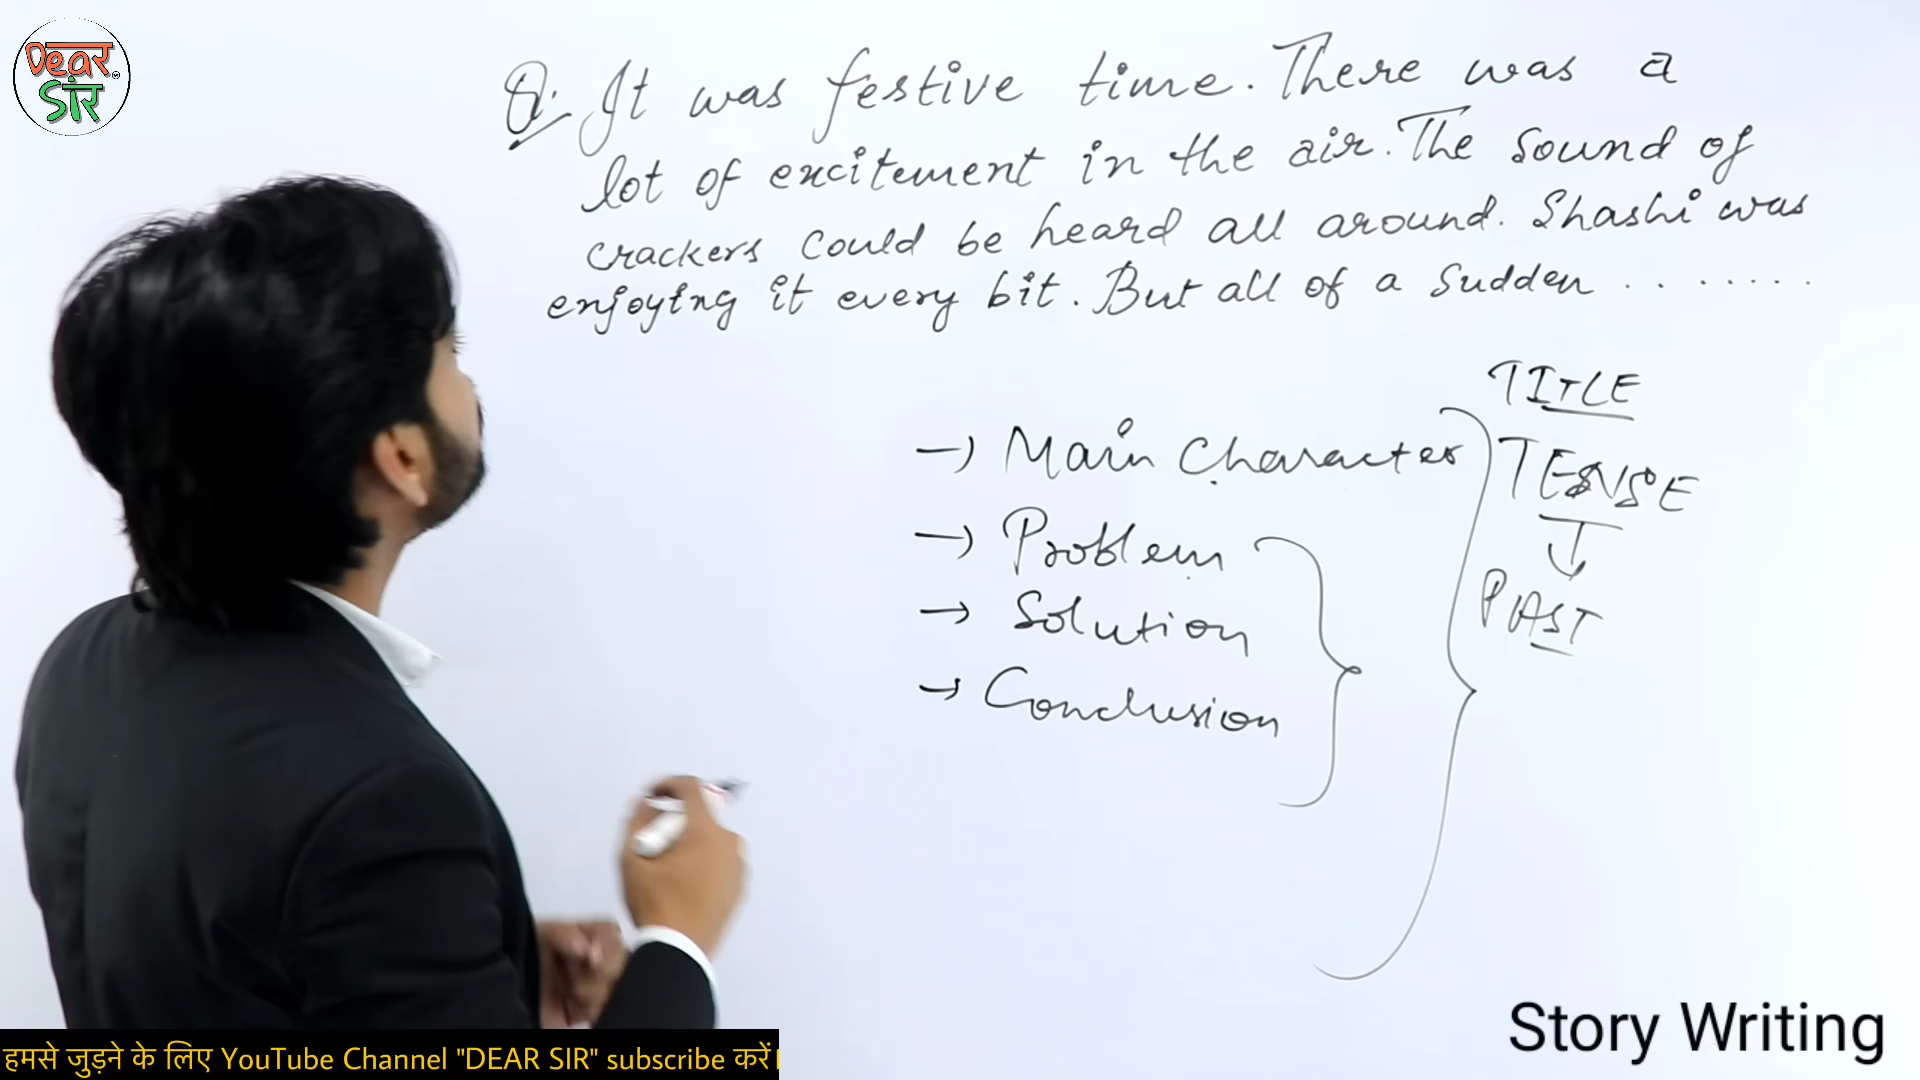 Dear
Sir
Q. It was festive time. There was a
lot of excitement in the air. The Sound of
crackers could be heard all around. Shashi was
enjoying it every bit. But all of a sudden ........
TITLE
→ Main Character
TENSE
→ Problem
→ Solution
PAST
→ Conclusion
Story Writing
हमसे जुड़ने के लिए YouTube Channel "DEAR SIR" subscribe करें।